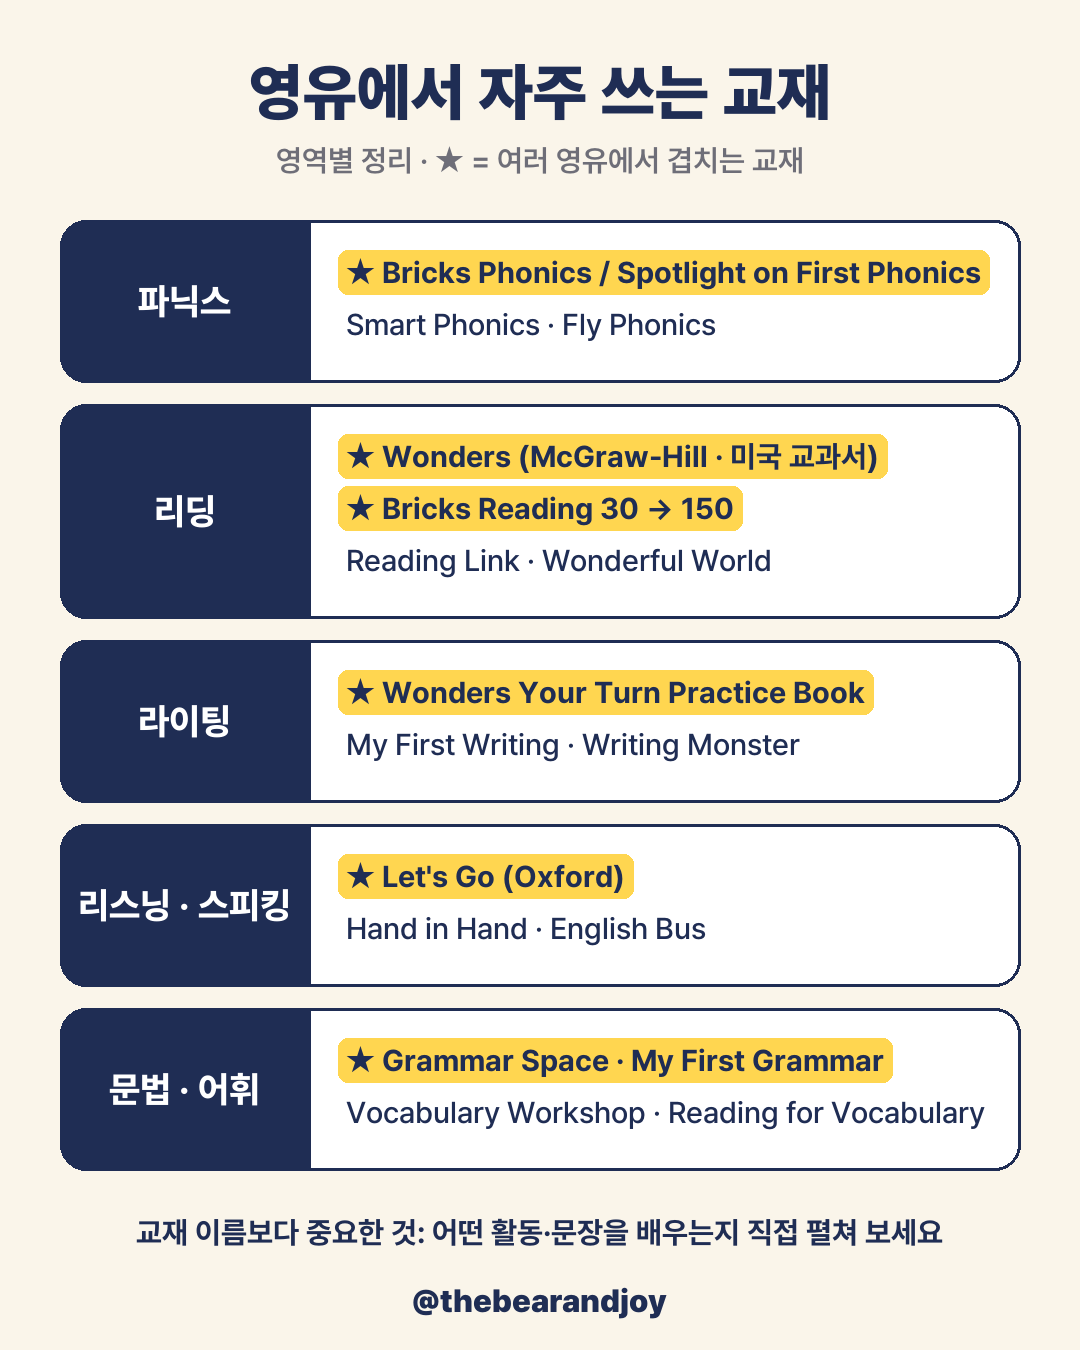 영유에서 자주 쓰는 교재
영역별 정리 · ★ = 여러 영유에서 겹치는 교재
파닉스
★ Bricks Phonics / Spotlight on First Phonics
Smart Phonics · Fly Phonics
리딩
★ Wonders (McGraw-Hill · 미국 교과서)
★ Bricks Reading 30 → 150
Reading Link · Wonderful World
라이팅
★ Wonders Your Turn Practice Book
My First Writing · Writing Monster
리스닝 · 스피킹
★ Let's Go (Oxford)
Hand in Hand · English Bus
문법 · 어휘
★ Grammar Space · My First Grammar
Vocabulary Workshop · Reading for Vocabulary
교재 이름보다 중요한 것: 어떤 활동·문장을 배우는지 직접 펼쳐 보세요
@thebearandjoy